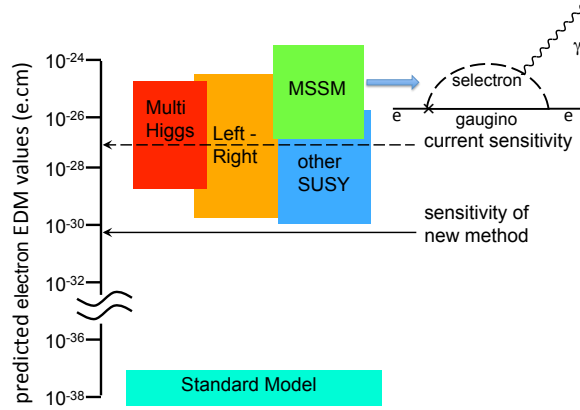 predicted electron EDM values (e.cm)
10⁻²⁴
10⁻²⁶
10⁻²⁸
10⁻³⁰
10⁻³²
10⁻³⁶
10⁻³⁸
Multi
Higgs
Left -
Right
MSSM
other
SUSY
selectron
γ
e
gaugino
e
current sensitivity
sensitivity of
new method
Standard Model